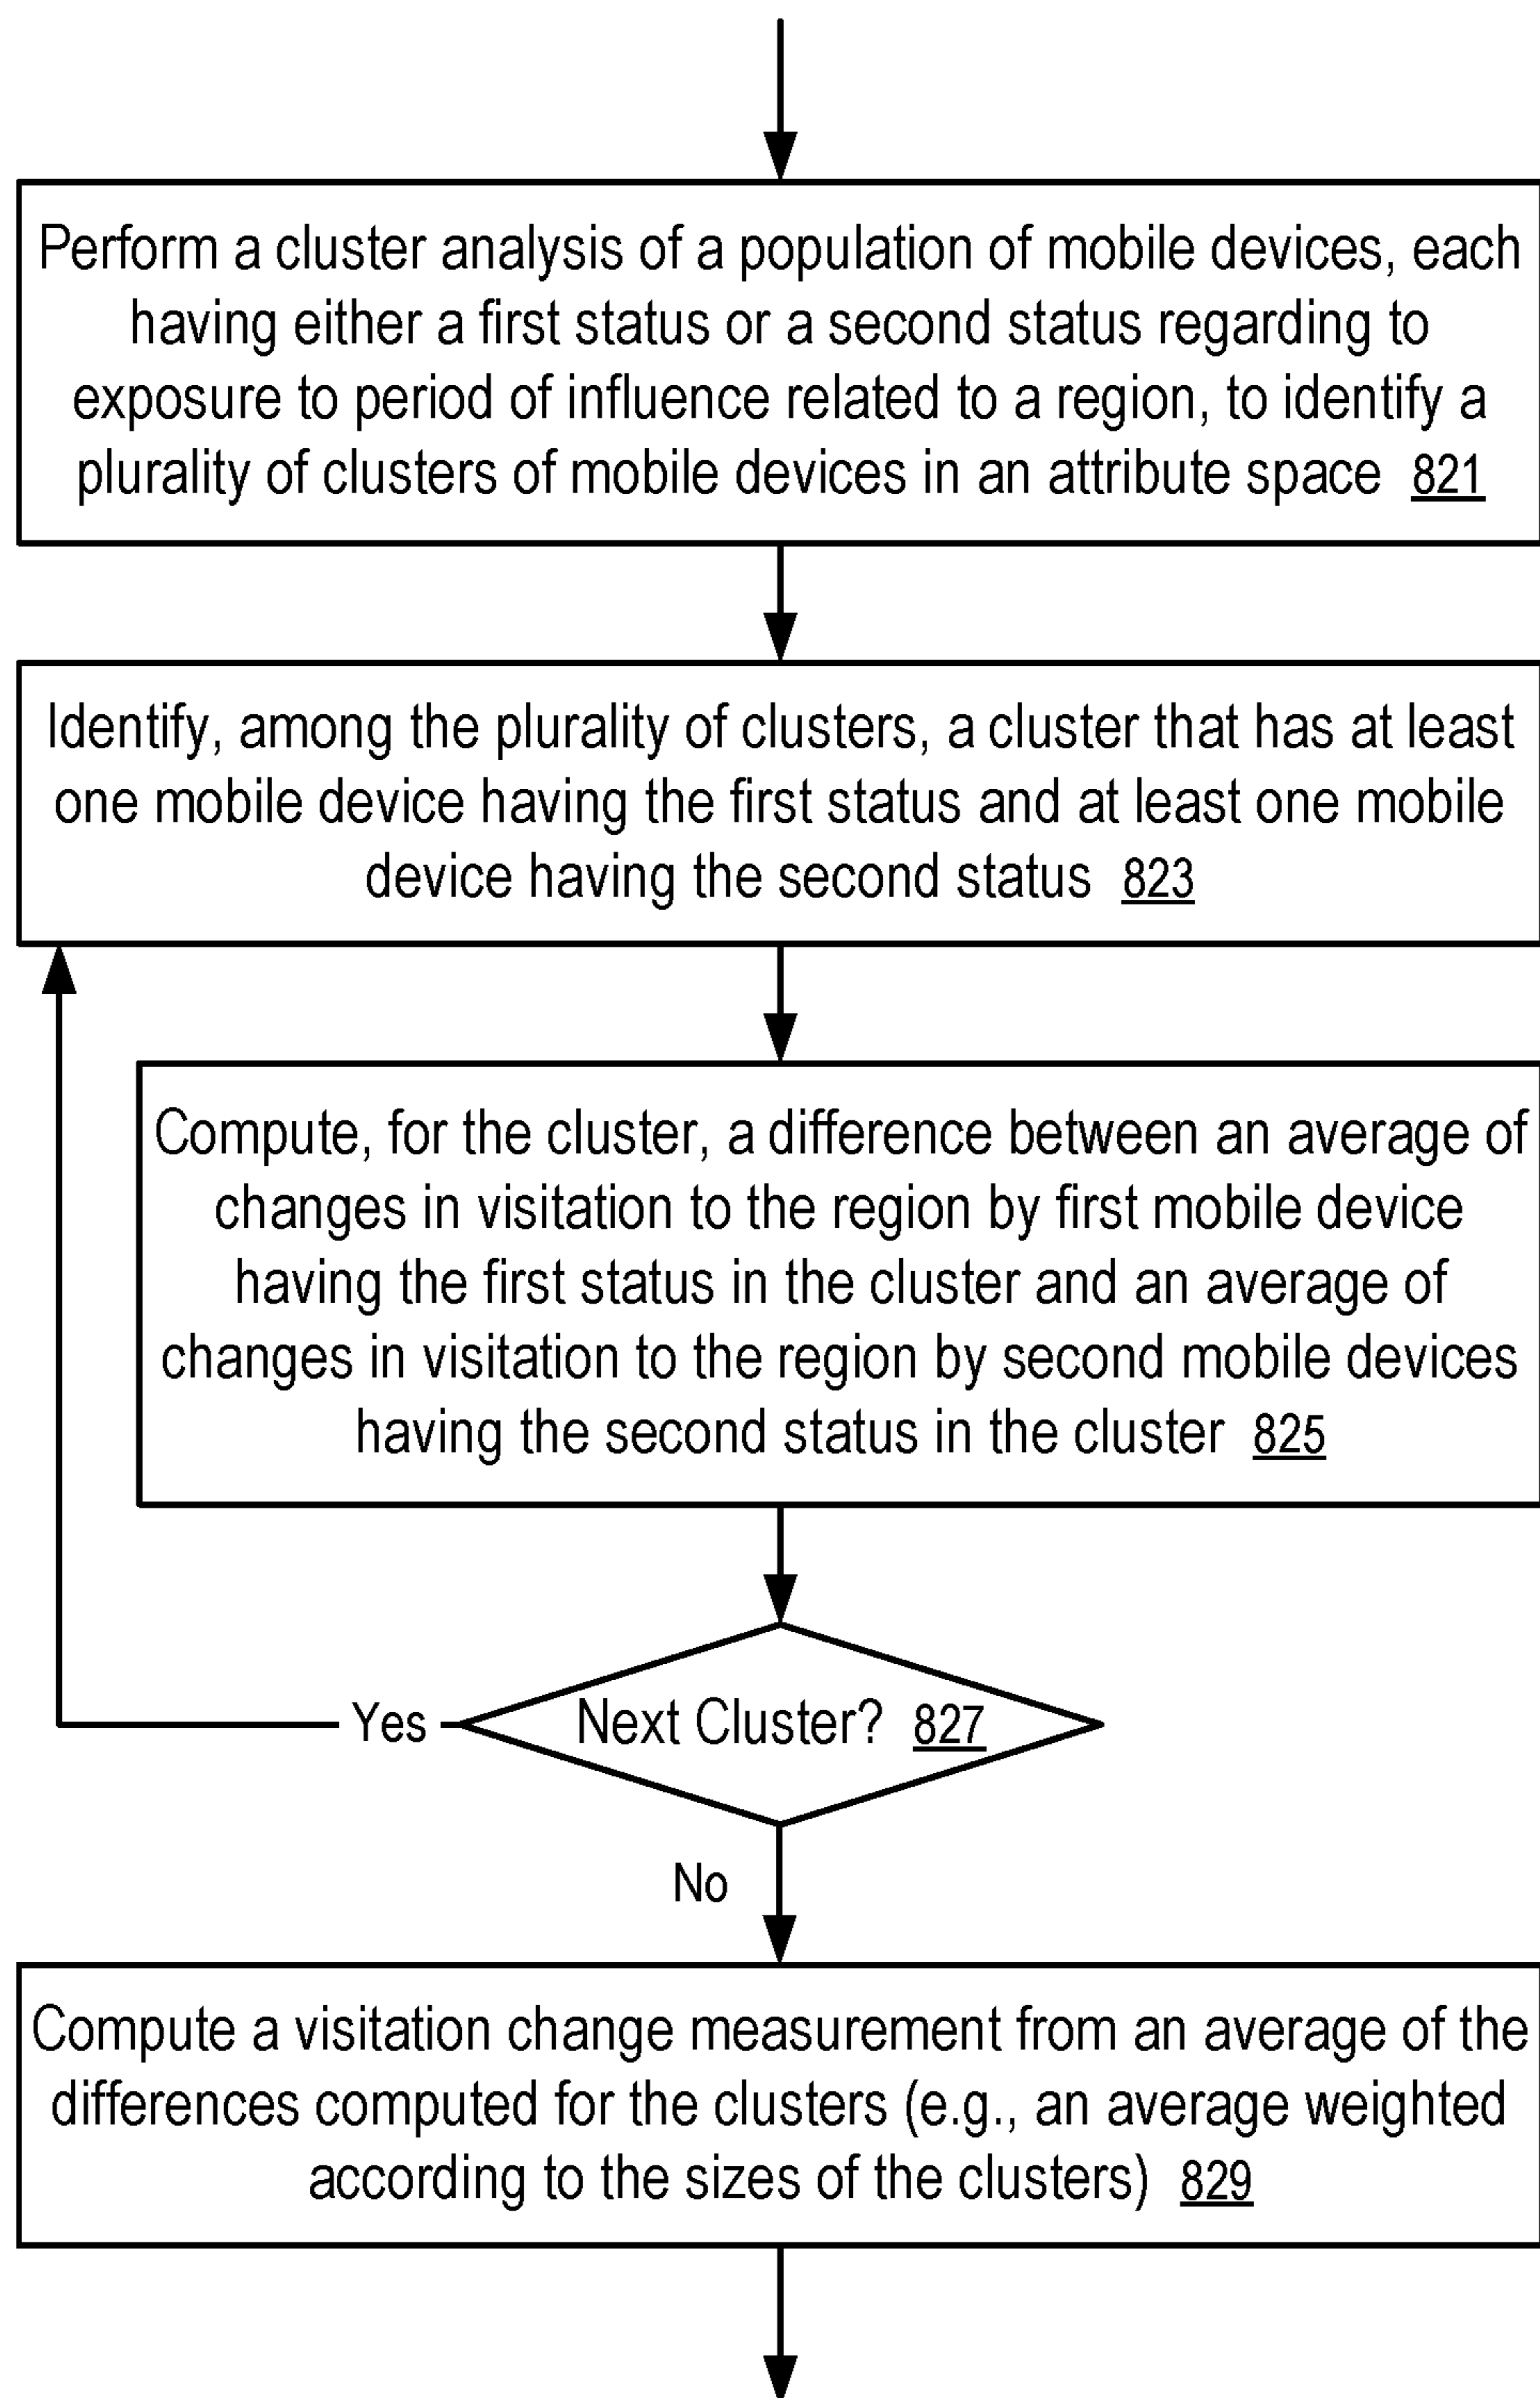 Perform a cluster analysis of a population of mobile devices, each
having either a first status or a second status regarding to
exposure to period of influence related to a region, to identify a
plurality of clusters of mobile devices in an attribute space 821
Identify, among the plurality of clusters, a cluster that has at least
one mobile device having the first status and at least one mobile
device having the second status 823
Compute, for the cluster, a difference between an average of
changes in visitation to the region by first mobile device
having the first status in the cluster and an average of
changes in visitation to the region by second mobile devices
having the second status in the cluster 825
Yes
Next Cluster? 827
No
Compute a visitation change measurement from an average of the
differences computed for the clusters (e.g., an average weighted
according to the sizes of the clusters) 829